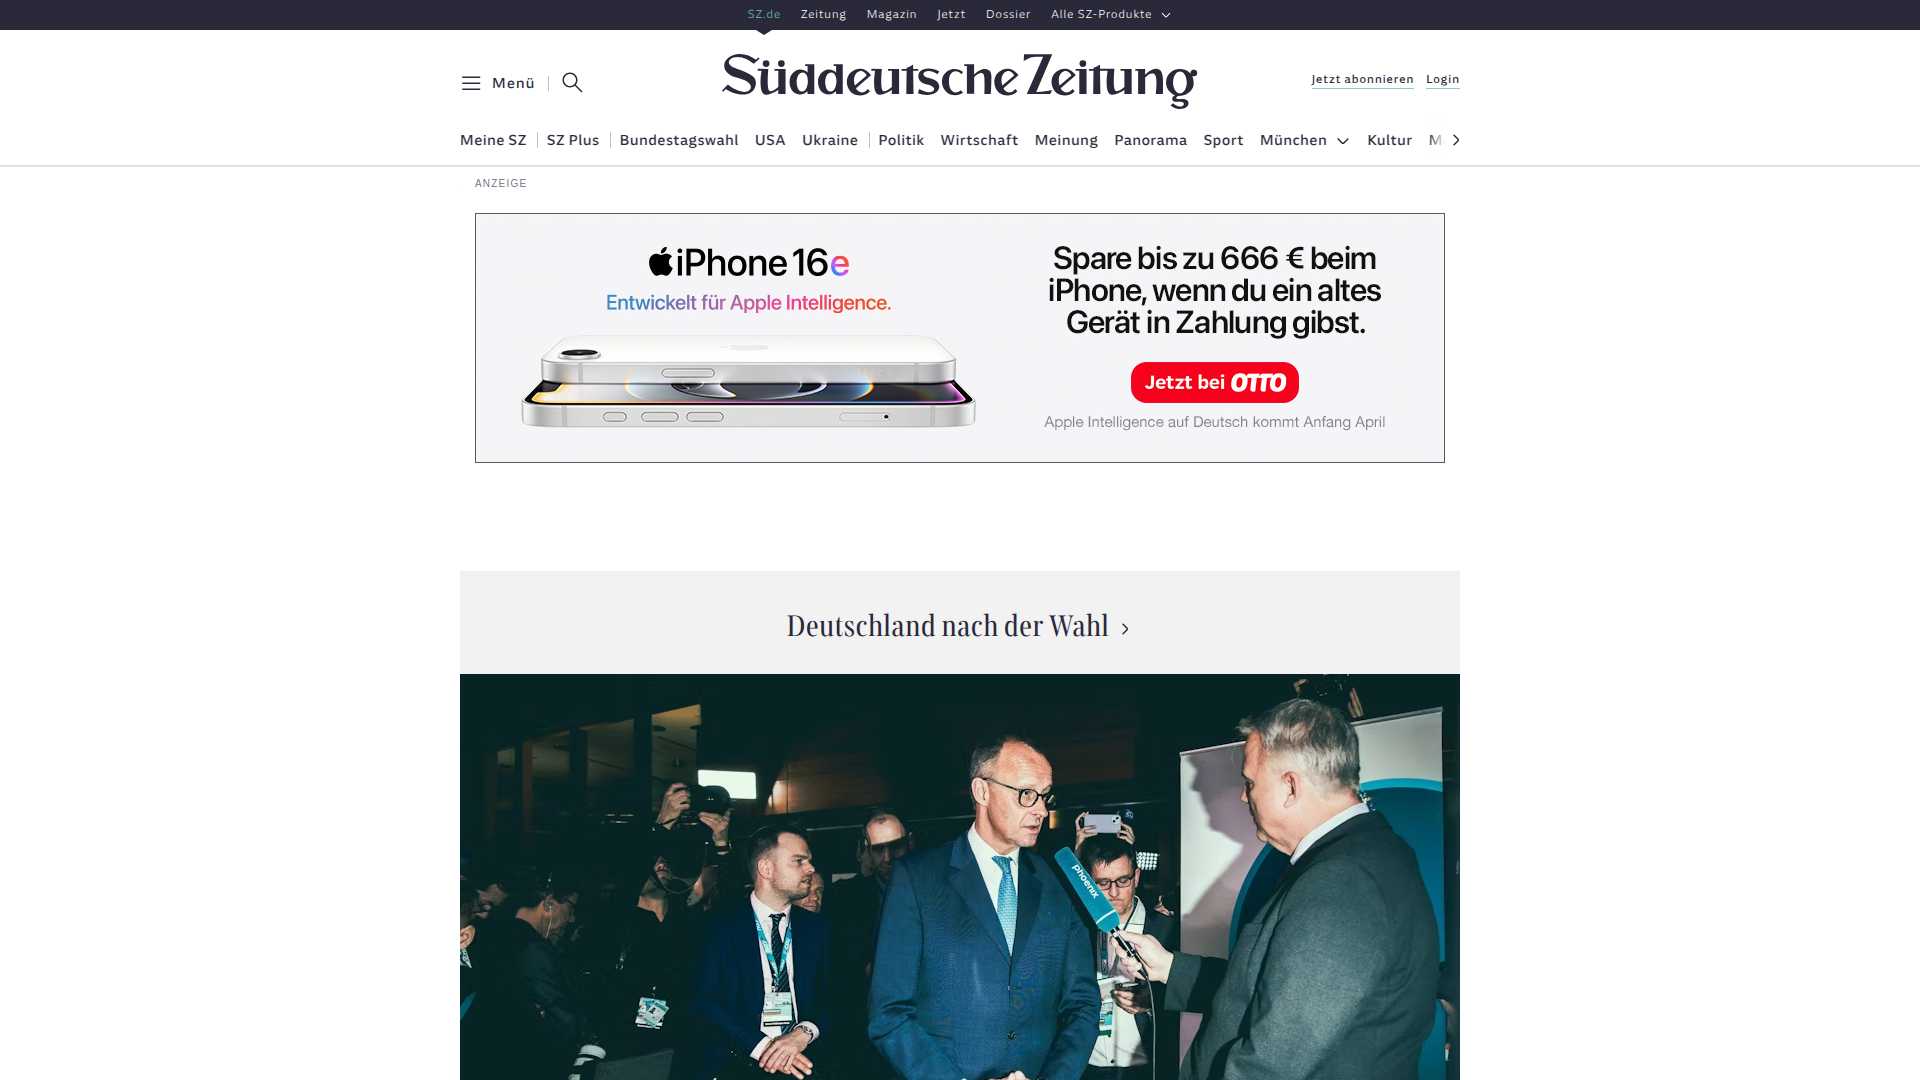 SZ.de Zeitung Magazin Jetzt Dossier Alle SZ-Produkte
Menü
Süddeutsche Zeitung
Jetzt abonnieren Login
Meine SZ SZ Plus Bundestagswahl USA Ukraine Politik Wirtschaft Meinung Panorama Sport München Kultur M
ANZEIGE
iPhone 16e
Entwickelt für Apple Intelligence.
Spare bis zu 666 € beim
iPhone, wenn du ein altes
Gerät in Zahlung gibst.
Jetzt bei OTTO
Apple Intelligence auf Deutsch kommt Anfang April
Deutschland nach der Wahl
phoenix